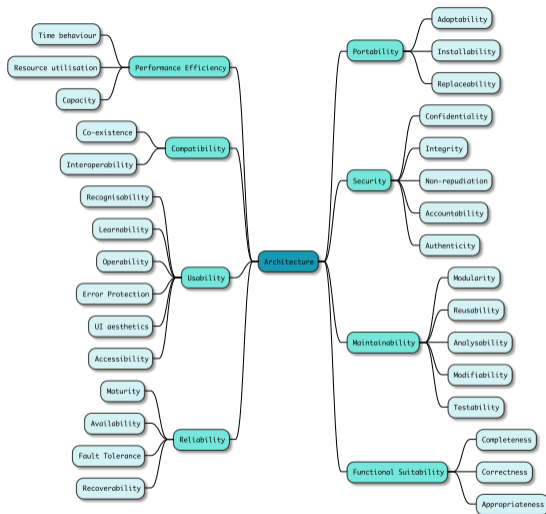 Architecture
Performance Efficiency
Time behaviour
Resource utilisation
Capacity
Compatibility
Co-existence
Interoperability
Usability
Recognisability
Learnability
Operability
Error Protection
UI aesthetics
Accessibility
Reliability
Maturity
Availability
Fault Tolerance
Recoverability
Portability
Adaptability
Installability
Replaceability
Security
Confidentiality
Integrity
Non-repudiation
Accountability
Authenticity
Maintainability
Modularity
Reusability
Analysability
Modifiability
Testability
Functional Suitability
Completeness
Correctness
Appropriateness